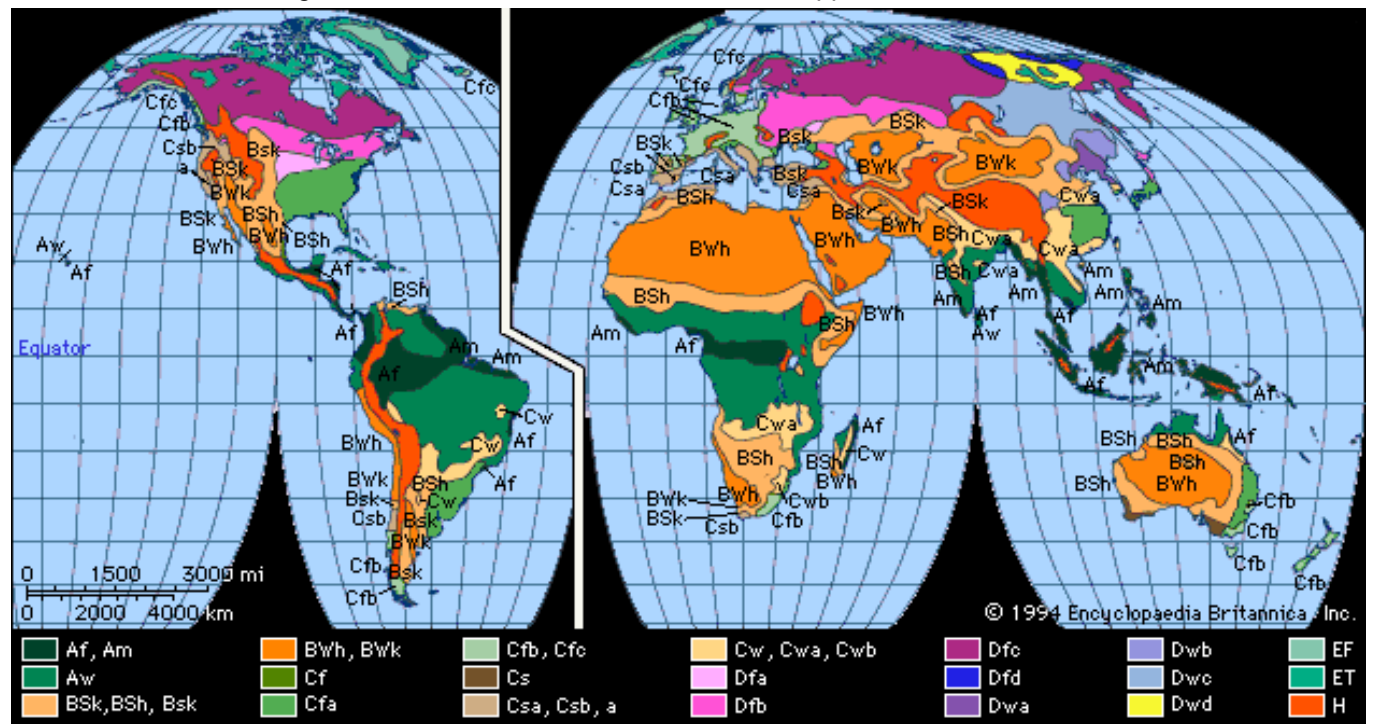 Cfc
Cfc
Cfc
Cfc
Cfb
Cfb
Csb
a
BSk
Bsk
BSk
BWk
BSk
BWh
BSh
BWh
BSh
Aw
Af
Af
BSh
Af
Equator
Am
Am
Af
Cw
Cw
Af
BWh
Af
BWk
BSh
Bsk
Cw
Csb
Bsk
BWk
Cfb
Bsk
Cfb
BSk
Csb
Csa
Csa
Bsk
Bsk
Csa
BSk
BWk
BWk
Cwa
BSh
BWh
BWh
Bsk
BWh
BSk
BSh
Cwa
Cwa
BSh
Cwa
Am
Am
Am
Am
Am
Af
Aw
Af
BSh
BSh
BWh
Am
Af
Am
Af
Af
Cwa
Af
BSh
Cw
BSh
BWh
BWh
BWk
Cwb
BSk
Csb
Cfb
BSh
BSh
Af
BSh
BSh
BWh
Cfb
Cfb
Cfb
Cfb
0 1500 3000 mi
0 2000 4000 km
© 1994 Encyclopaedia Britannica, Inc.
Af, Am
BWh, BWk
Cfb, Cfc
Cw, Cwa, Cwb
Dfc
Dwb
EF
Aw
Cf
Cs
Dfa
Dfd
Dwc
ET
BSk, BSh, Bsk
Cfa
Csa, Csb, a
Dfb
Dwa
Dwd
H